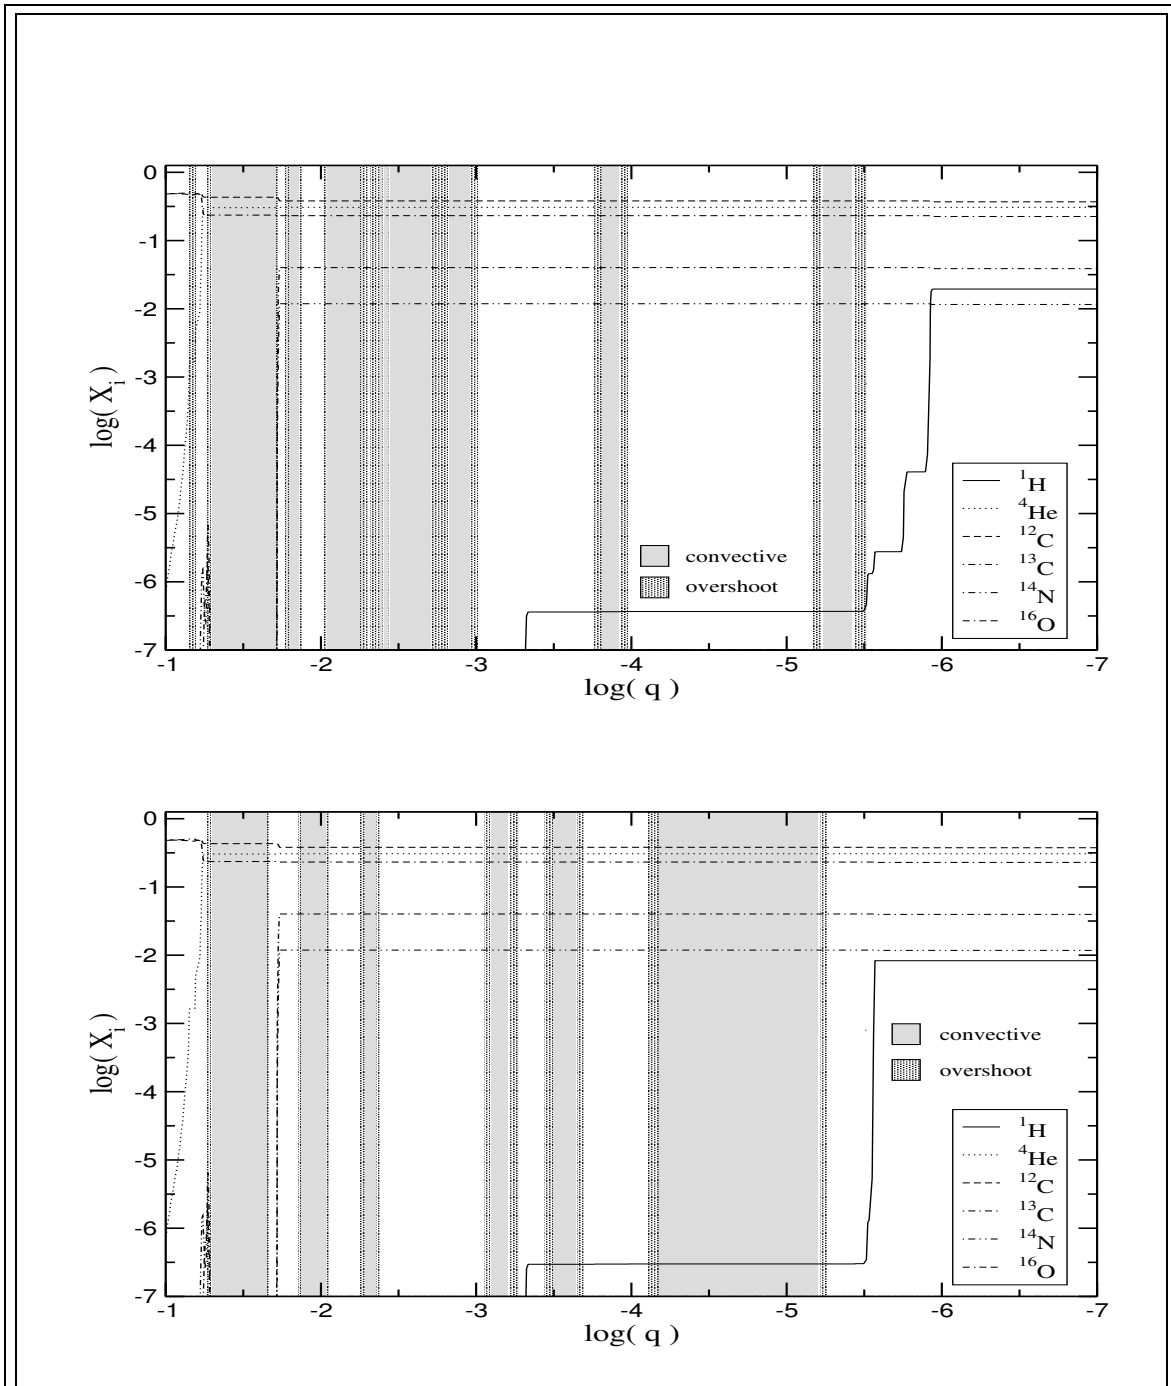 0
-1
-2
-3
-4
-5
-6
-7
log( X_i )
convective
overshoot
^1H
^4He
^12C
^13C
^14N
^16O
-1 -2 -3 -4 -5 -6 -7
log( q )
0
-1
-2
-3
-4
-5
-6
-7
log( X_i )
convective
overshoot
^1H
^4He
^12C
^13C
^14N
^16O
-1 -2 -3 -4 -5 -6 -7
log( q )